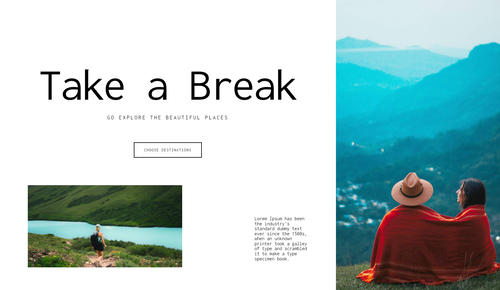 Take a Break
GO EXPLORE THE BEAUTIFUL PLACES
CHOOSE DESTINATIONS
Lorem Ipsum has been
the industry's
standard dummy text
ever since the 1500s,
when an unknown
printer took a galley
of type and scrambled
it to make a type
specimen book.